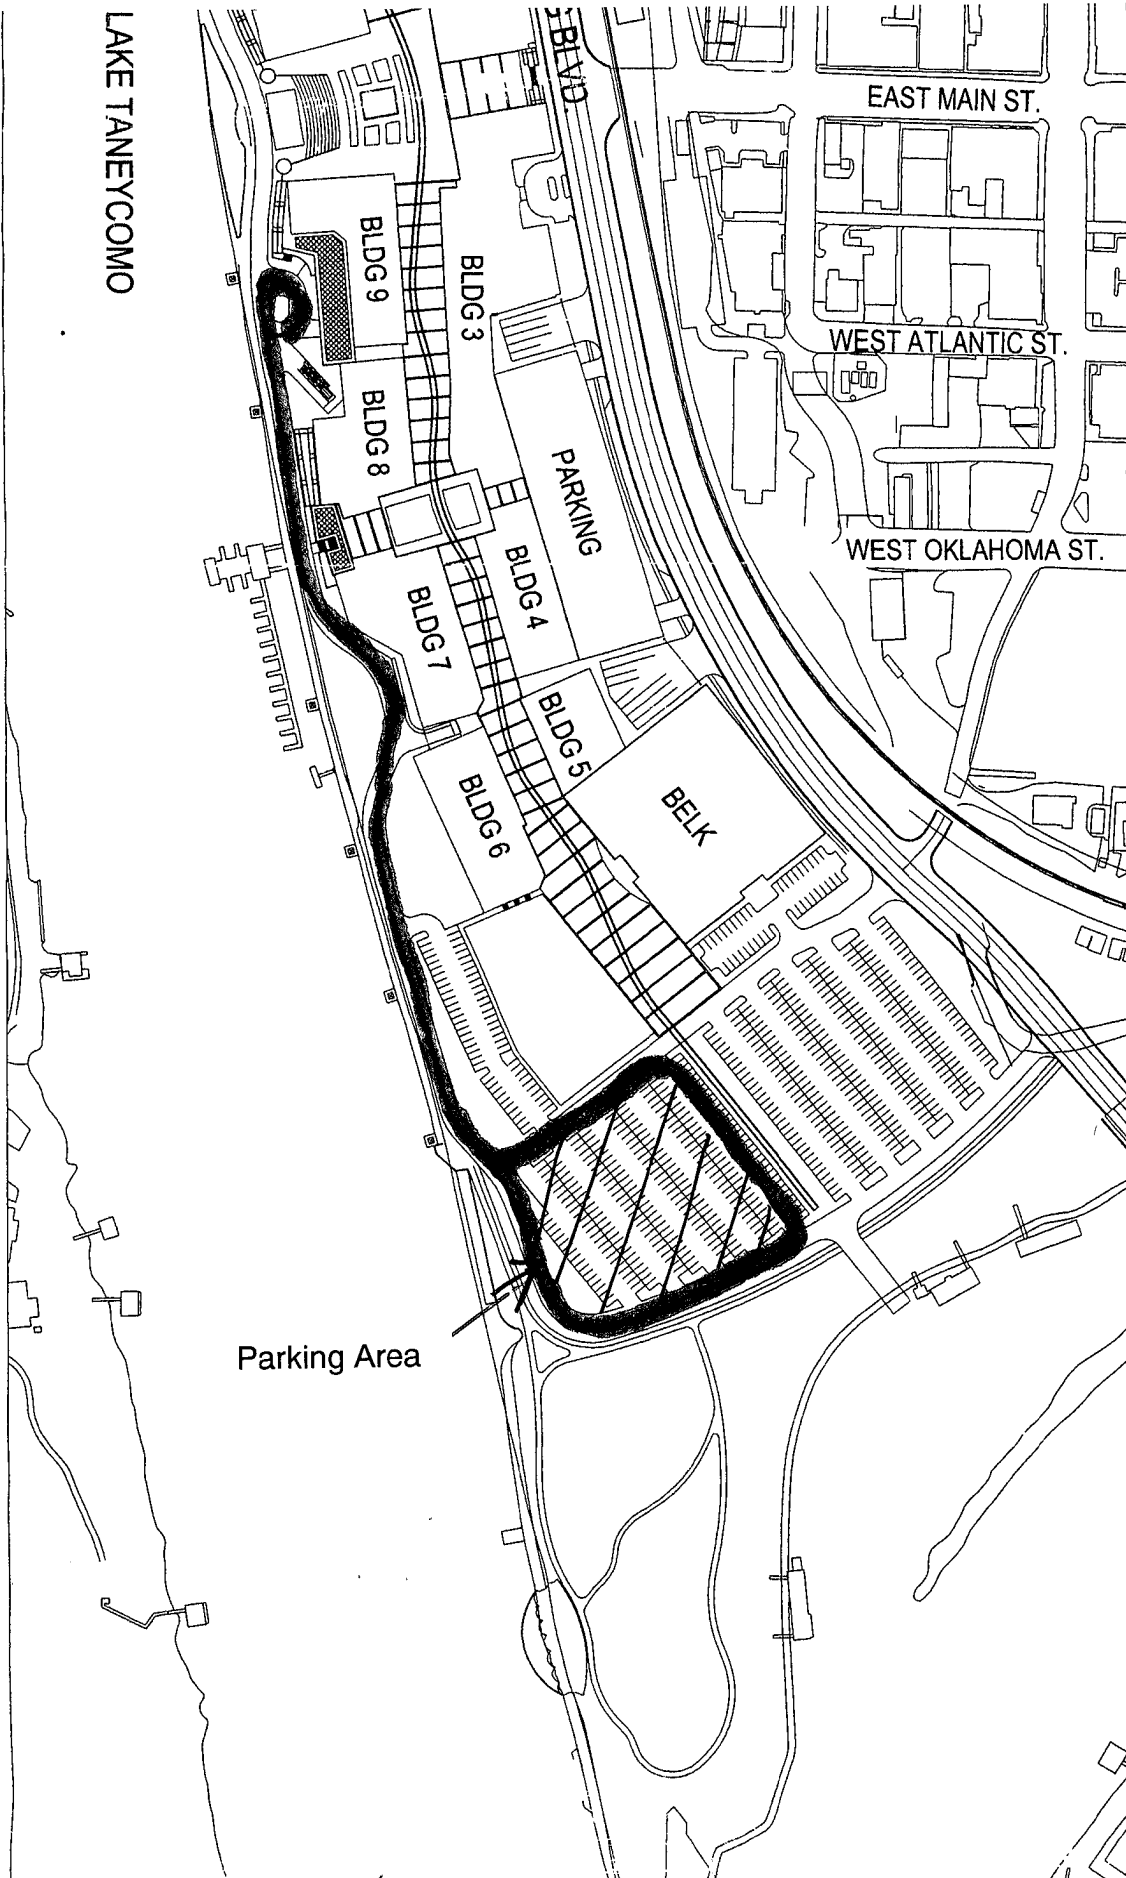 LAKE TANEYCOMO
BLVD.
EAST MAIN ST.
BLDG 9
BLDG 3
WEST ATLANTIC ST.
BLDG 8
PARKING
WEST OKLAHOMA ST.
BLDG 4
BLDG 7
BLDG 5
BLDG 6
BELK
Parking Area